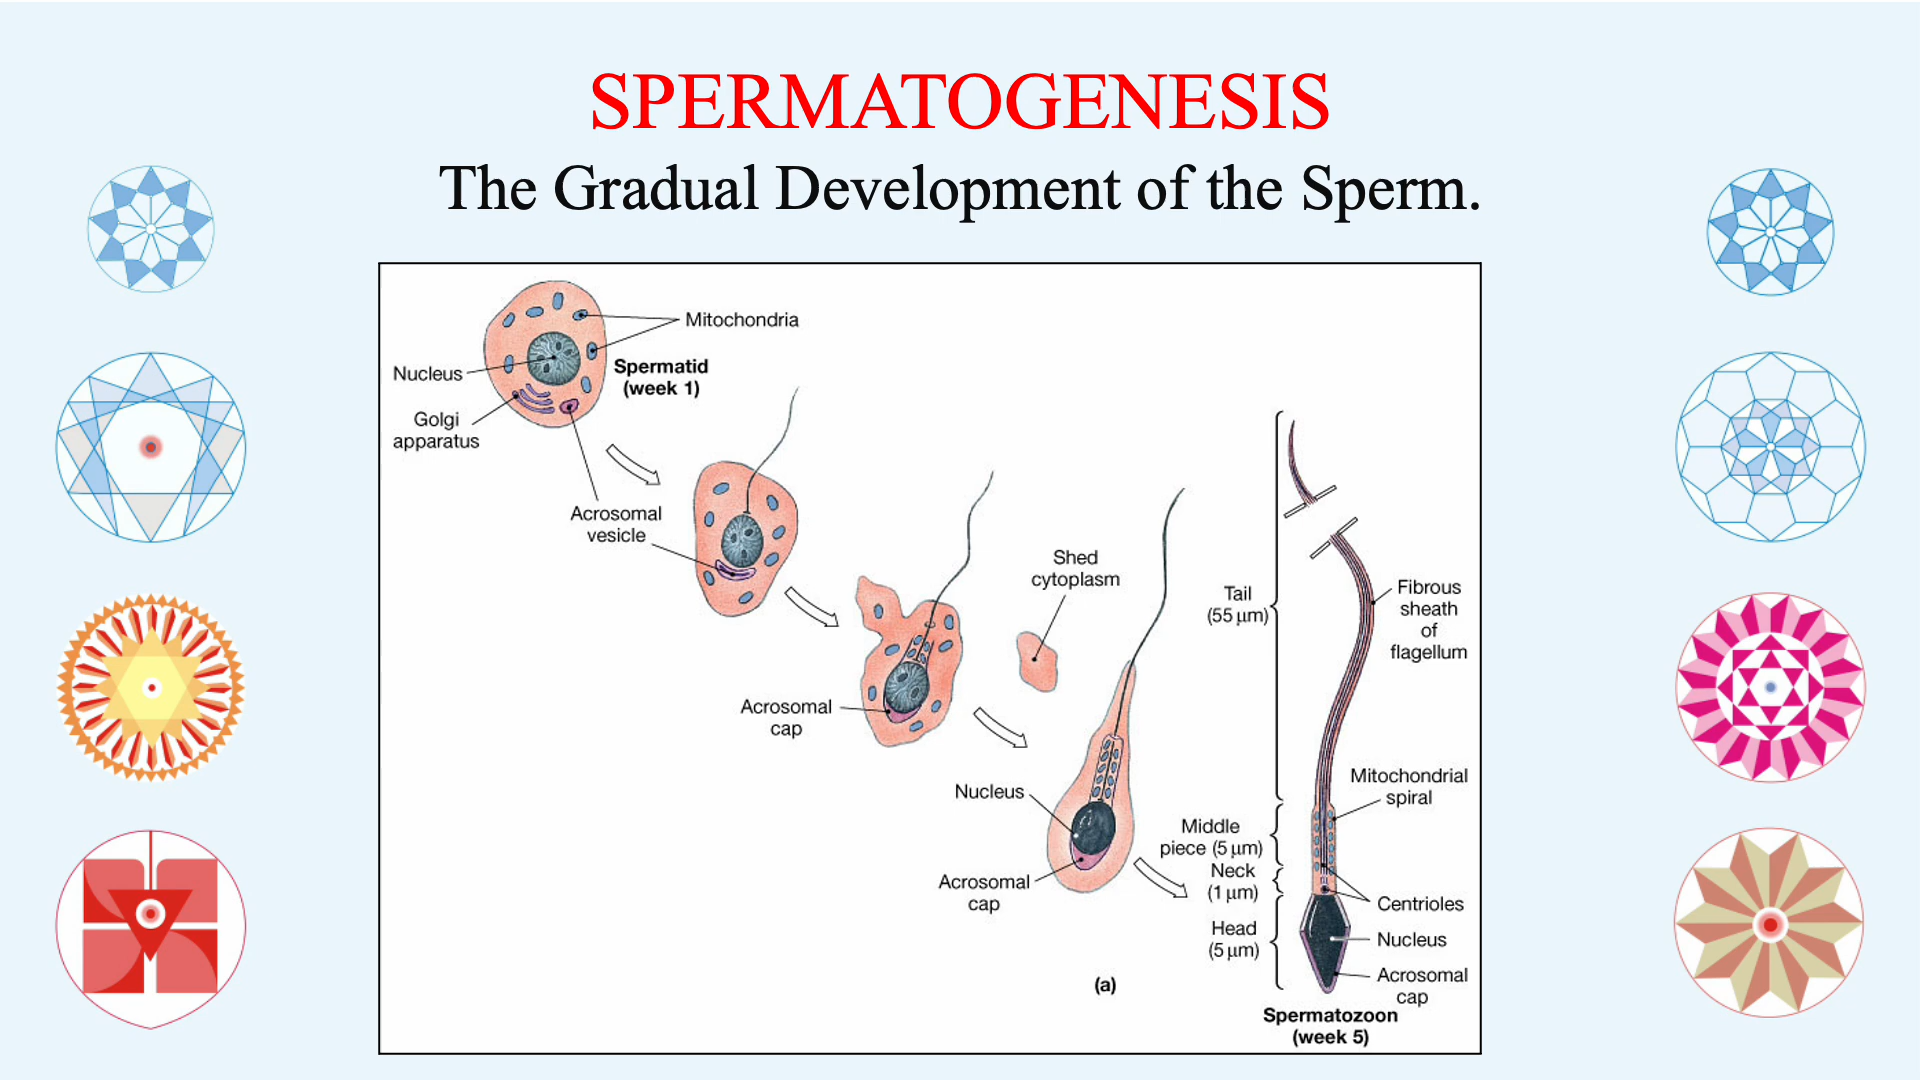 SPERMATOGENESIS
The Gradual Development of the Sperm.
Mitochondria
Nucleus
Spermatid
(week 1)
Golgi
apparatus
Acrosomal
vesicle
Shed
cytoplasm
Acrosomal
cap
Nucleus
Acrosomal
cap
Tail
(55 µm)
Fibrous
sheath
of
flagellum
Mitochondrial
spiral
Middle
piece (5 µm)
Neck
(1 µm)
Centrioles
Head
(5 µm)
Nucleus
Acrosomal
cap
(a)
Spermatozoon
(week 5)